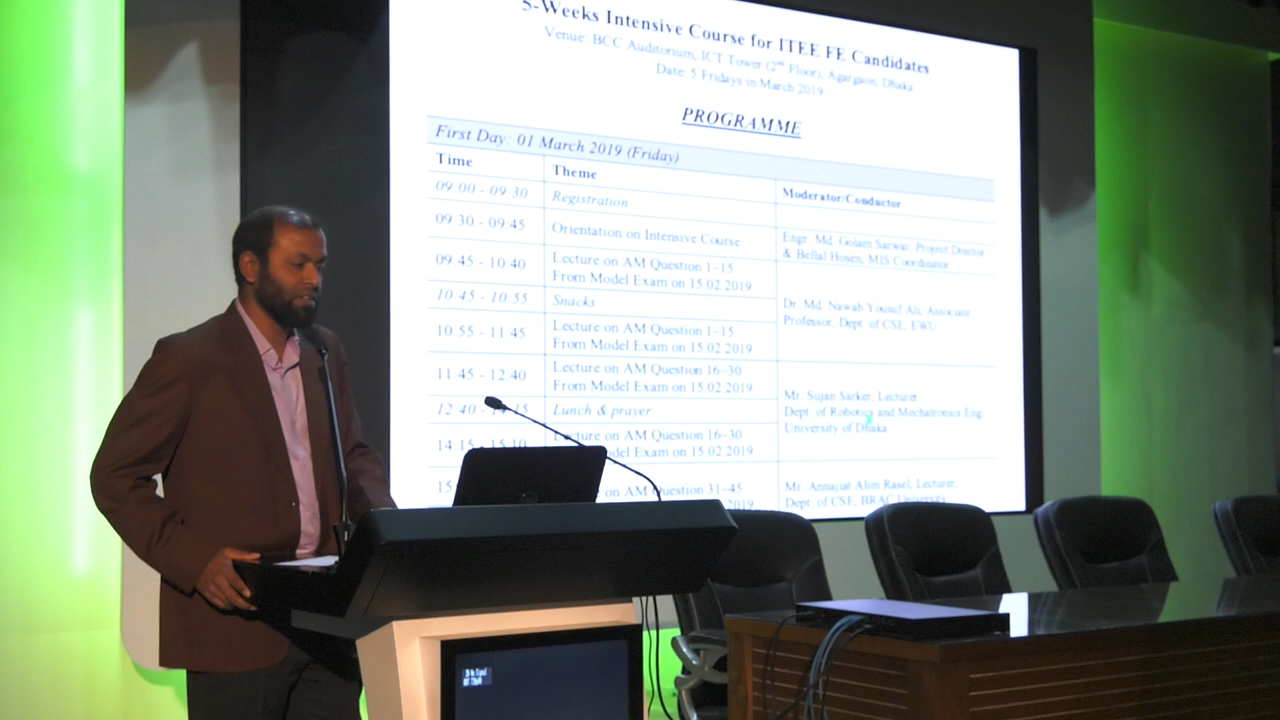 5-Weeks Intensive Course for ITEE FE Candidates
Venue: BCC Auditorium, ICT Tower (2nd Floor), Agargaon, Dhaka
Date: 5 Fridays in March 2019
PROGRAMME
First Day: 01 March 2019 (Friday)
Time Theme Moderator/Conductor
09 00 - 09 30 Registration
09 30 - 09 45 Orientation on Intensive Course
Engr. Md. Golam Sarwar, Project Director
& Bellal Hosen, MIS Coordinator
09 45 - 10 40 Lecture on AM Question 1–15
From Model Exam on 15.02.2019
10 45 - 10 55 Snacks
Dr. Md. Nawab Yousuf Ali, Associate
Professor, Dept. of CSE, EWU
10 55 - 11 45 Lecture on AM Question 1–15
From Model Exam on 15.02.2019
11 45 - 12 40 Lecture on AM Question 16–30
From Model Exam on 15.02.2019
12 40 - 14 15 Lunch & prayer
Mr. Sujan Sarker, Lecturer
Dept. of Robotics and Mechatronics Eng.
University of Dhaka
14 15 - 15 10 Lecture on AM Question 16–30
Model Exam on 15.02.2019
15 on AM Question 31–45
2019
Mr. Annajiat Alim Rasel, Lecturer,
Dept. of CSE, BRAC University